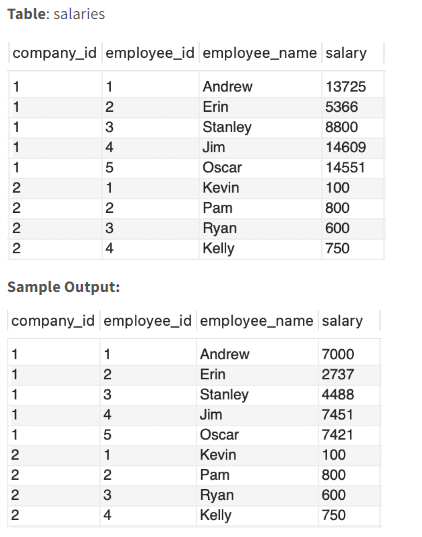 Table: salaries
company_id employee_id employee_name salary
1 1 Andrew 13725
1 2 Erin 5366
1 3 Stanley 8800
1 4 Jim 14609
1 5 Oscar 14551
2 1 Kevin 100
2 2 Pam 800
2 3 Ryan 600
2 4 Kelly 750
Sample Output:
company_id employee_id employee_name salary
1 1 Andrew 7000
1 2 Erin 2737
1 3 Stanley 4488
1 4 Jim 7451
1 5 Oscar 7421
2 1 Kevin 100
2 2 Pam 800
2 3 Ryan 600
2 4 Kelly 750